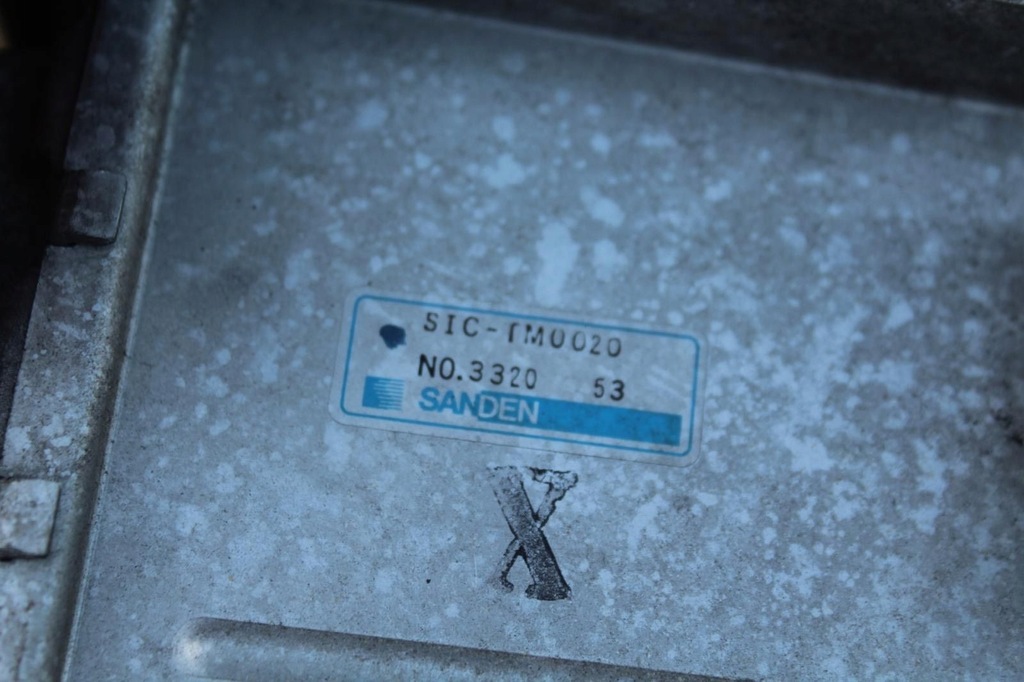 SIC-TM0020
NO.3320 53
SANDEN
X